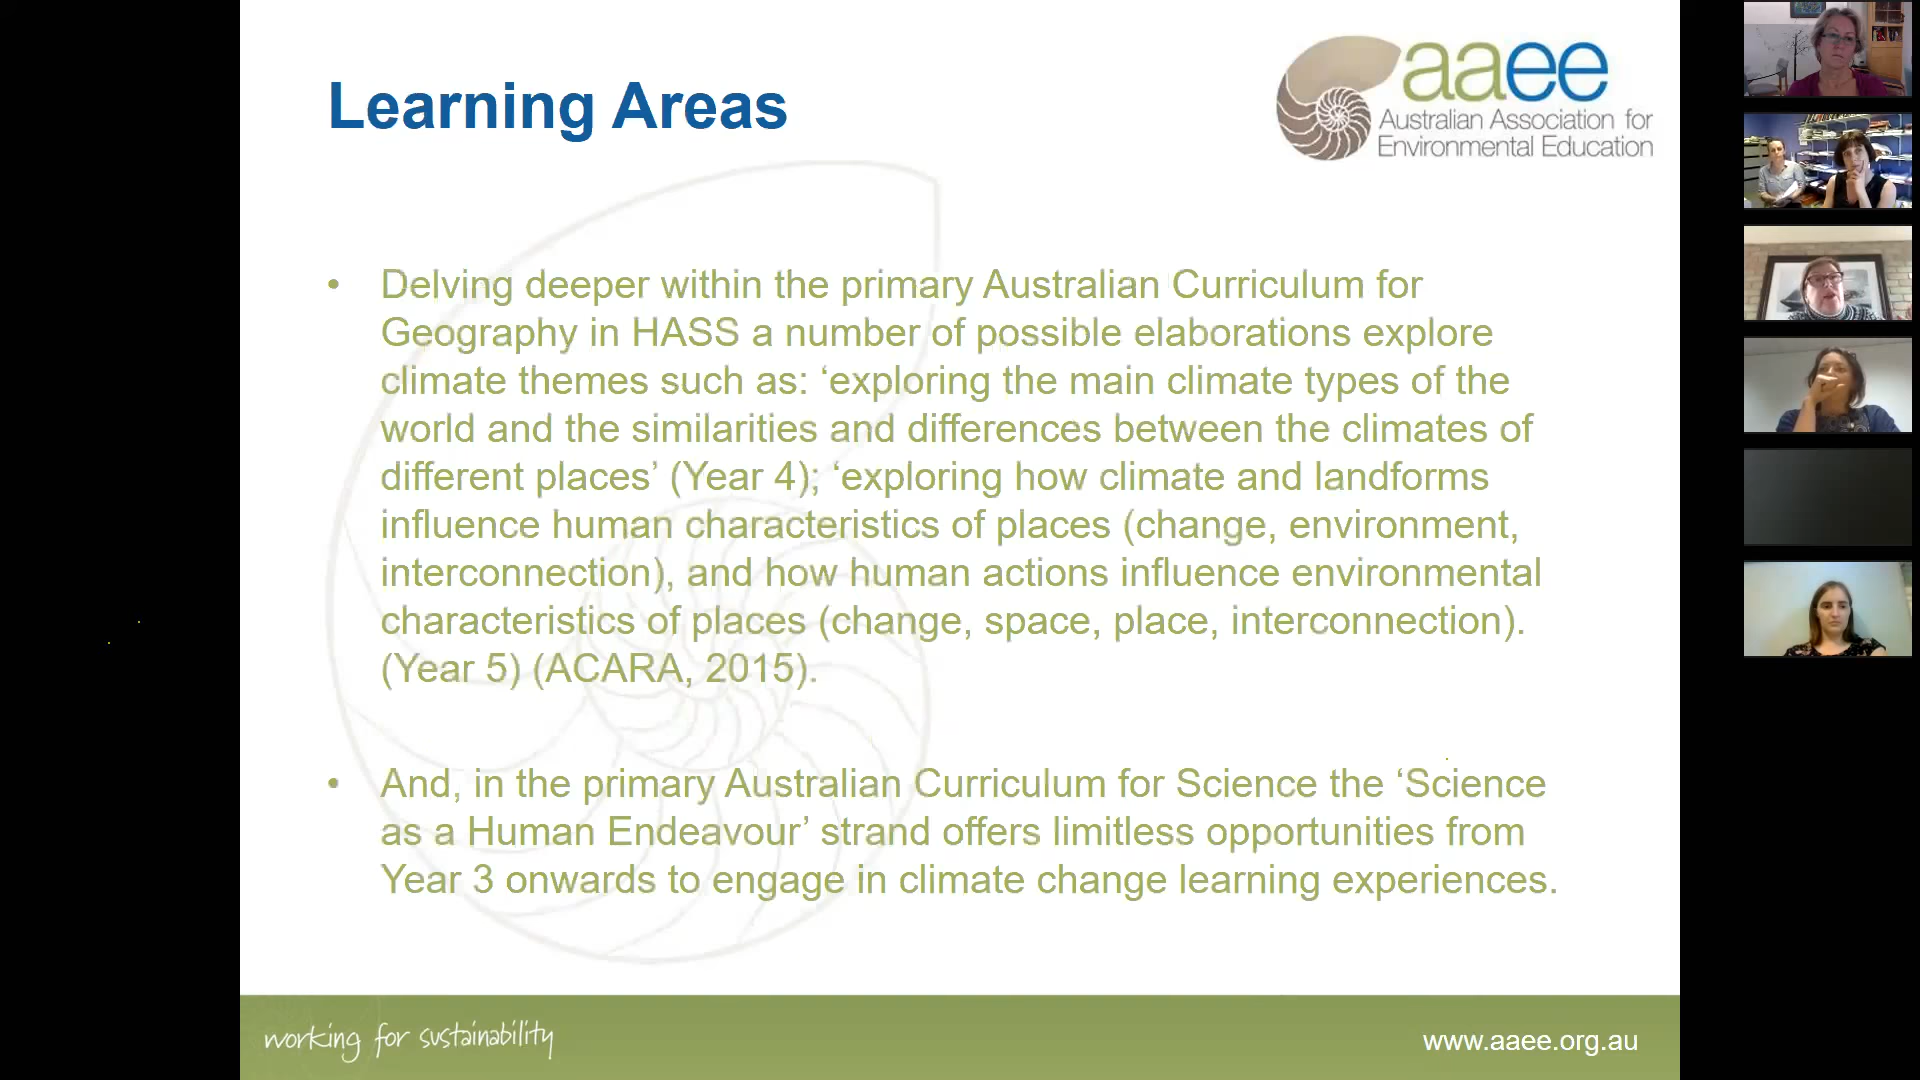 Learning Areas
aaee
Australian Association for
Environmental Education
• Delving deeper within the primary Australian Curriculum for
Geography in HASS a number of possible elaborations explore
climate themes such as: ‘exploring the main climate types of the
world and the similarities and differences between the climates of
different places’ (Year 4); ‘exploring how climate and landforms
influence human characteristics of places (change, environment,
interconnection), and how human actions influence environmental
characteristics of places (change, space, place, interconnection).
(Year 5) (ACARA, 2015).
• And, in the primary Australian Curriculum for Science the ‘Science
as a Human Endeavour’ strand offers limitless opportunities from
Year 3 onwards to engage in climate change learning experiences.
working for sustainability
www.aaee.org.au